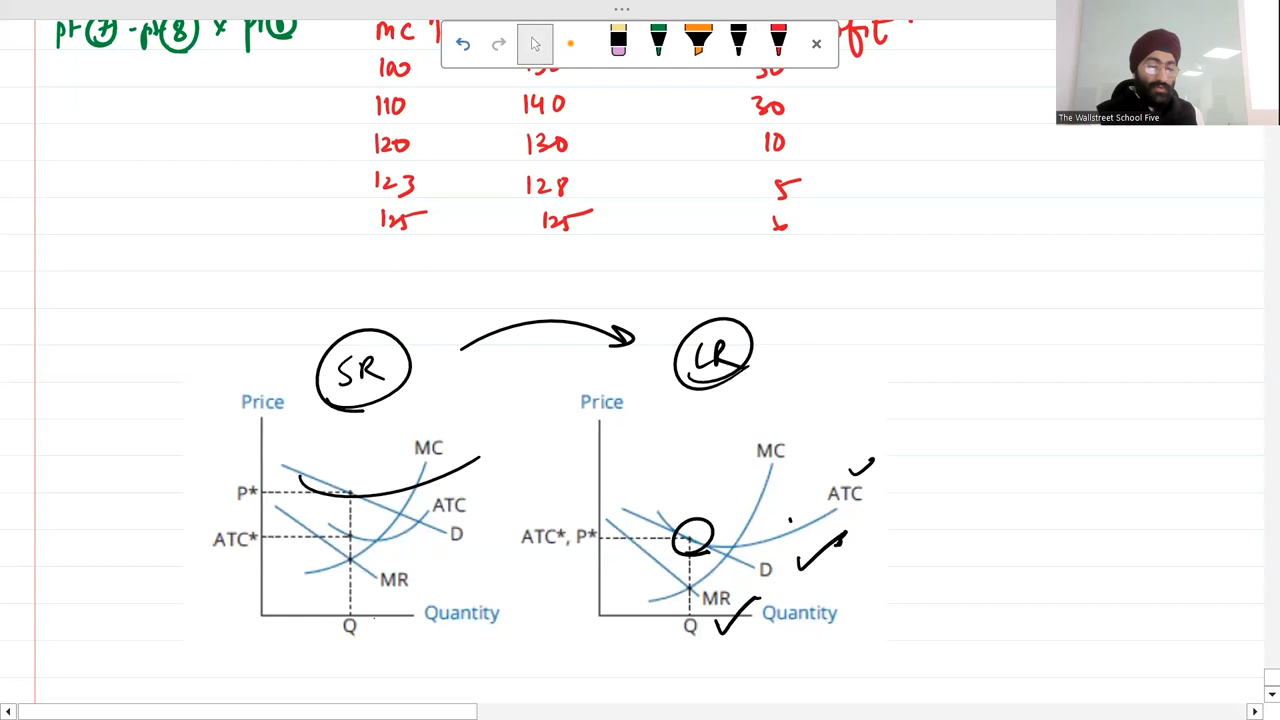 MC
The Wallstreet School Five
100
110 140 30
120 130 10
123 128 5
125 125
SR LR
Price Price
MC MC
P* ATC ATC
ATC* D ATC*, P* D
MR MR
Quantity Quantity
Q Q